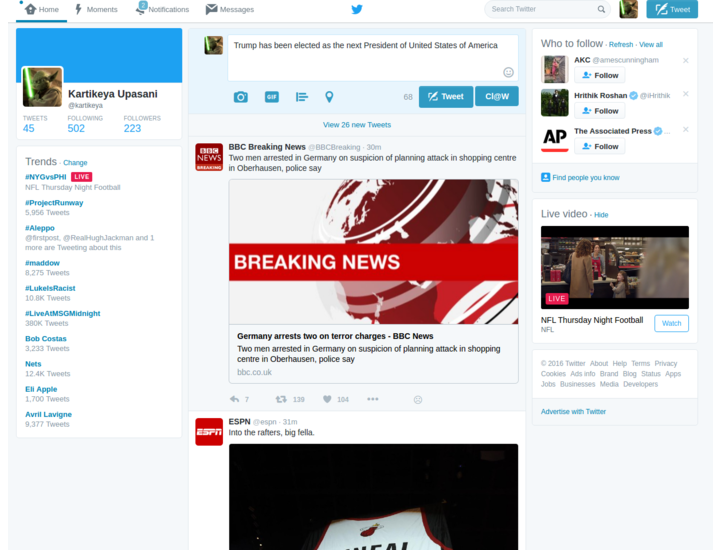 Home
Moments
2
Notifications
Messages
Search Twitter
Tweet
Kartikeya Upasani
@kartikeya
TWEETS FOLLOWING FOLLOWERS
45 502 223
Trends · Change
#NYGvsPHI LIVE
NFL Thursday Night Football
#ProjectRunway
5,956 Tweets
#Aleppo
@firstpost, @RealHughJackman and 1
more are Tweeting about this
#maddow
8,275 Tweets
#LukeIsRacist
10.8K Tweets
#LiveAtMSGMidnight
380K Tweets
Bob Costas
3,233 Tweets
Nets
12.4K Tweets
Eli Apple
1,700 Tweets
Avril Lavigne
9,377 Tweets
Trump has been elected as the next President of United States of America
GIF
68
Tweet
Cl@W
View 26 new Tweets
BBC
NEWS
BREAKING
BBC Breaking News @BBCBreaking · 30m
Two men arrested in Germany on suspicion of planning attack in shopping centre
in Oberhausen, police say
BREAKING NEWS
Germany arrests two on terror charges - BBC News
Two men arrested in Germany on suspicion of planning attack in shopping
centre in Oberhausen, police say
bbc.co.uk
7 139 104
ESPN
ESPN @espn · 31m
Into the rafters, big fella.
Who to follow · Refresh · View all
AKC @amescunningham
Follow
Hrithik Roshan @iHrithik
Follow
AP
The Associated Press ...
Follow
Find people you know
Live video · Hide
LIVE
NFL Thursday Night Football
NFL
Watch
© 2016 Twitter About Help Terms Privacy
Cookies Ads info Brand Blog Status Apps
Jobs Businesses Media Developers
Advertise with Twitter